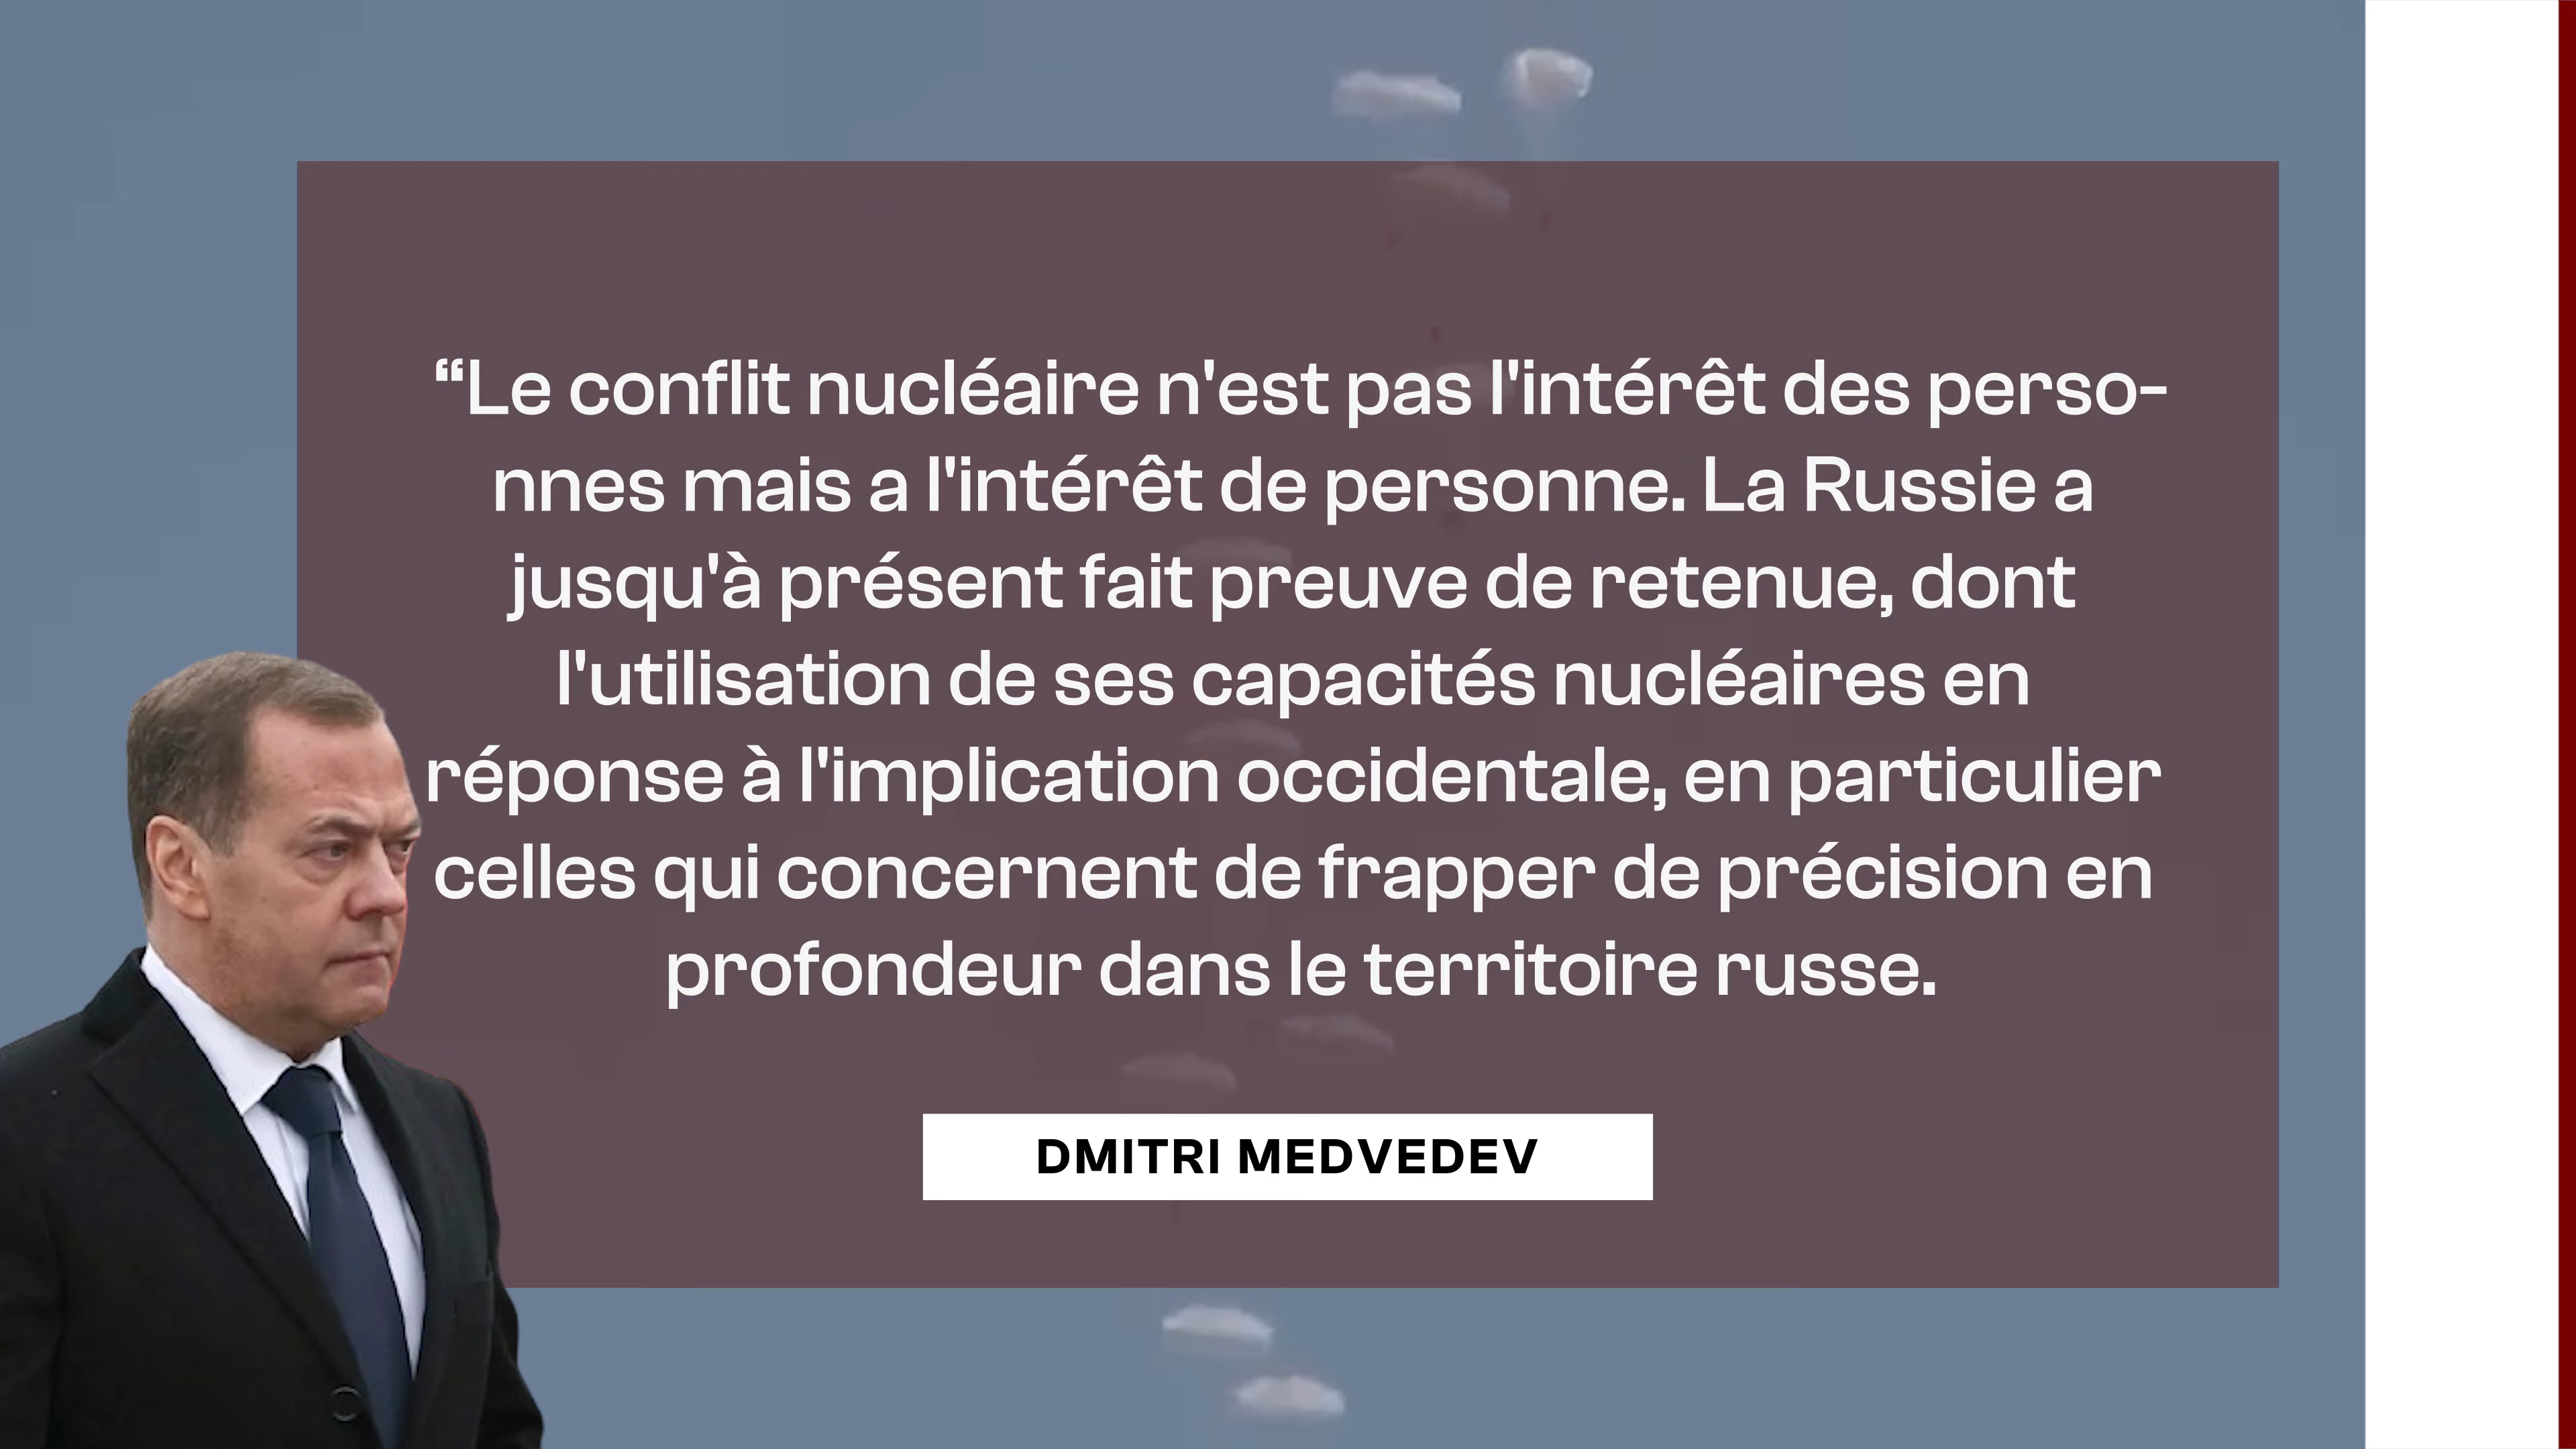 “Le conflit nucléaire n'est pas l'intérêt des perso-
nnes mais a l'intérêt de personne. La Russie a
jusqu'à présent fait preuve de retenue, dont
l'utilisation de ses capacités nucléaires en
réponse à l'implication occidentale, en particulier
celles qui concernent de frapper de précision en
profondeur dans le territoire russe.
DMITRI MEDVEDEV